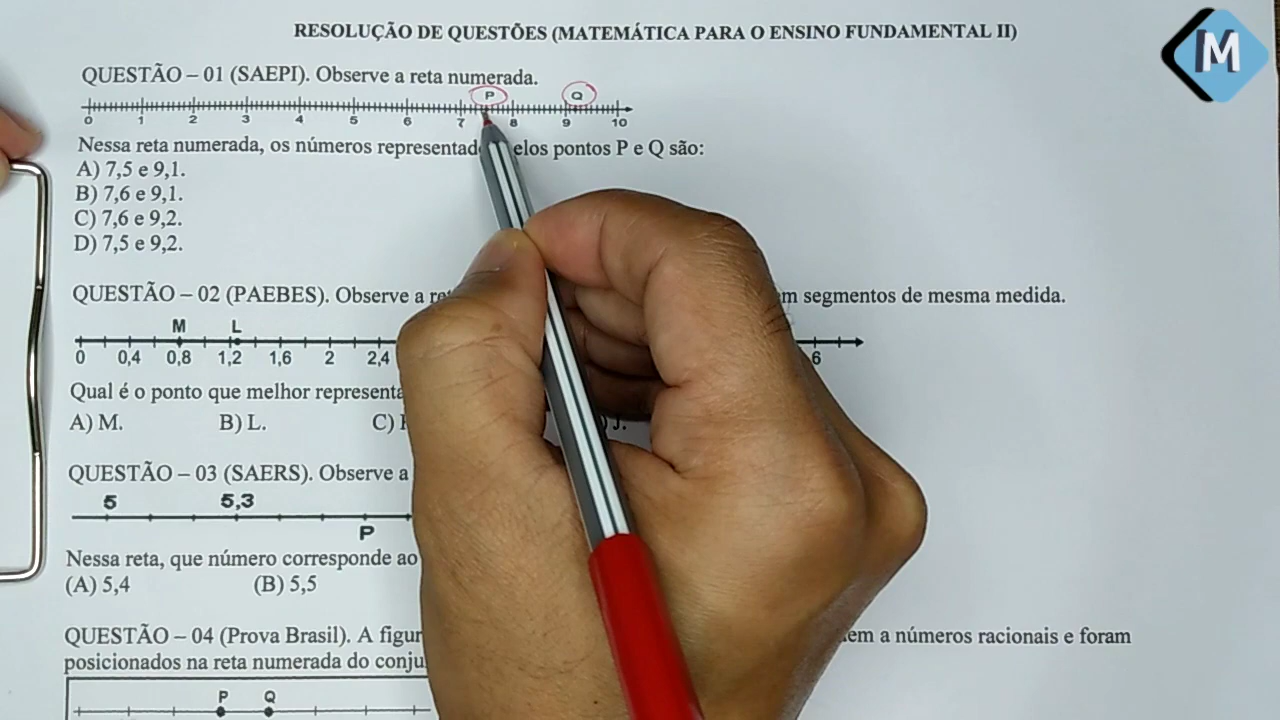 RESOLUÇÃO DE QUESTÕES (MATEMÁTICA PARA O ENSINO FUNDAMENTAL II)
M
QUESTÃO – 01 (SAEPI). Observe a reta numerada.
P Q
0 1 2 3 4 5 6 7 8 9 10
Nessa reta numerada, os números representad elos pontos P e Q são:
A) 7,5 e 9,1.
B) 7,6 e 9,1.
C) 7,6 e 9,2.
D) 7,5 e 9,2.
QUESTÃO – 02 (PAEBES). Observe a m segmentos de mesma medida.
M L
0 0,4 0,8 1,2 1,6 2 2,4 6
Qual é o ponto que melhor representa
A) M. B) L. C) J.
QUESTÃO – 03 (SAERS). Observe a
5 5,3
P
Nessa reta, que número corresponde ao
(A) 5,4 (B) 5,5
QUESTÃO – 04 (Prova Brasil). A figur em a números racionais e foram
posicionados na reta numerada do conju
P Q